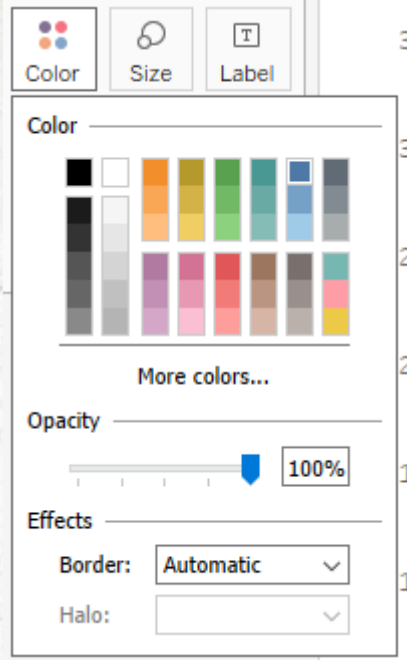 Color Size T Label
Color
More colors...
Opacity
100%
Effects
Border: Automatic
Halo: